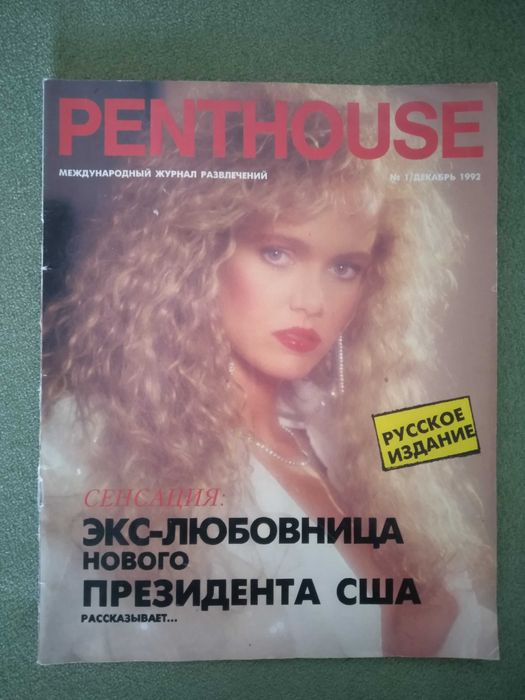 PENTHOUSE
МЕЖДУНАРОДНЫЙ ЖУРНАЛ РАЗВЛЕЧЕНИЙ
№ 1/ДЕКАБРЬ 1992
РУССКОЕ
ИЗДАНИЕ
СЕНСАЦИЯ:
ЭКС-ЛЮБОВНИЦА
НОВОГО
ПРЕЗИДЕНТА США
РАССКАЗЫВАЕТ...